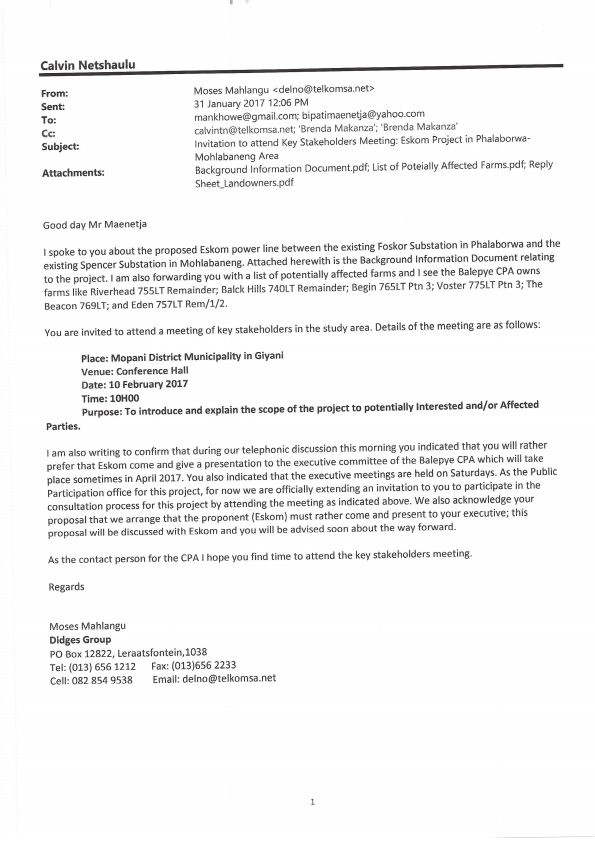 Calvin Netshaulu
From: Moses Mahlangu <delno@telkomsa.net>
Sent: 31 January 2017 12:06 PM
To: mankhowe@gmail.com; bipatimaenetja@yahoo.com
Cc: calvintn@telkomsa.net; 'Brenda Makanza'; 'Brenda Makanza'
Subject: Invitation to attend Key Stakeholders Meeting: Eskom Project in Phalaborwa-
Mohlabaneng Area
Attachments: Background Information Document.pdf; List of Poteially Affected Farms.pdf; Reply
Sheet_Landowners.pdf
Good day Mr Maenetja
I spoke to you about the proposed Eskom power line between the existing Foskor Substation in Phalaborwa and the
existing Spencer Substation in Mohlabaneng. Attached herewith is the Background Information Document relating
to the project. I am also forwarding you with a list of potentially affected farms and I see the Balepye CPA owns
farms like Riverhead 755LT Remainder; Balck Hills 740LT Remainder; Begin 765LT Ptn 3; Voster 775LT Ptn 3; The
Beacon 769LT; and Eden 757LT Rem/1/2.
You are invited to attend a meeting of key stakeholders in the study area. Details of the meeting are as follows:
Place: Mopani District Municipality in Giyani
Venue: Conference Hall
Date: 10 February 2017
Time: 10H00
Purpose: To introduce and explain the scope of the project to potentially Interested and/or Affected
Parties.
I am also writing to confirm that during our telephonic discussion this morning you indicated that you will rather
prefer that Eskom come and give a presentation to the executive committee of the Balepye CPA which will take
place sometimes in April 2017. You also indicated that the executive meetings are held on Saturdays. As the Public
Participation office for this project, for now we are officially extending an invitation to you to participate in the
consultation process for this project by attending the meeting as indicated above. We also acknowledge your
proposal that we arrange that the proponent (Eskom) must rather come and present to your executive; this
proposal will be discussed with Eskom and you will be advised soon about the way forward.
As the contact person for the CPA I hope you find time to attend the key stakeholders meeting.
Regards
Moses Mahlangu
Didges Group
PO Box 12822, Leraatsfontein,1038
Tel: (013) 656 1212 Fax: (013)656 2233
Cell: 082 854 9538 Email: delno@telkomsa.net
1